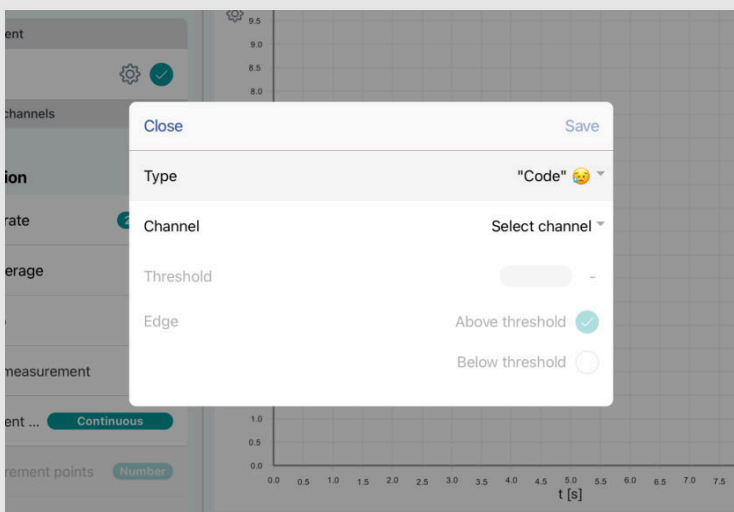 ent
channels
ion
rate
erage
measurement
ent ... Continuous
rement points Number
Close Save
Type "Code" 😥
Channel Select channel
Threshold -
Edge Above threshold
Below threshold
9.5
9.0
8.5
8.0
1.0
0.5
0.0
0.0 0.5 1.0 1.5 2.0 2.5 3.0 3.5 4.0 4.5 5.0 5.5 6.0 6.5 7.0 7.5
t [s]